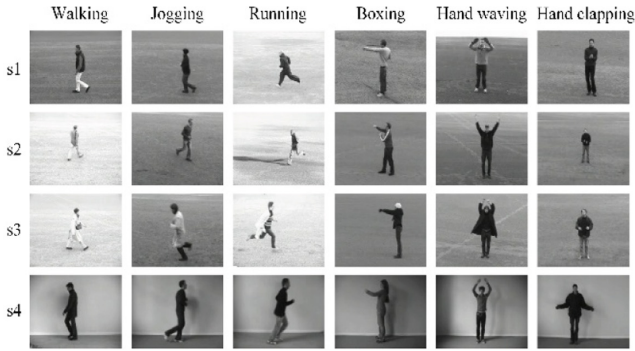 Walking Jogging Running Boxing Hand waving Hand clapping
s1
s2
s3
s4